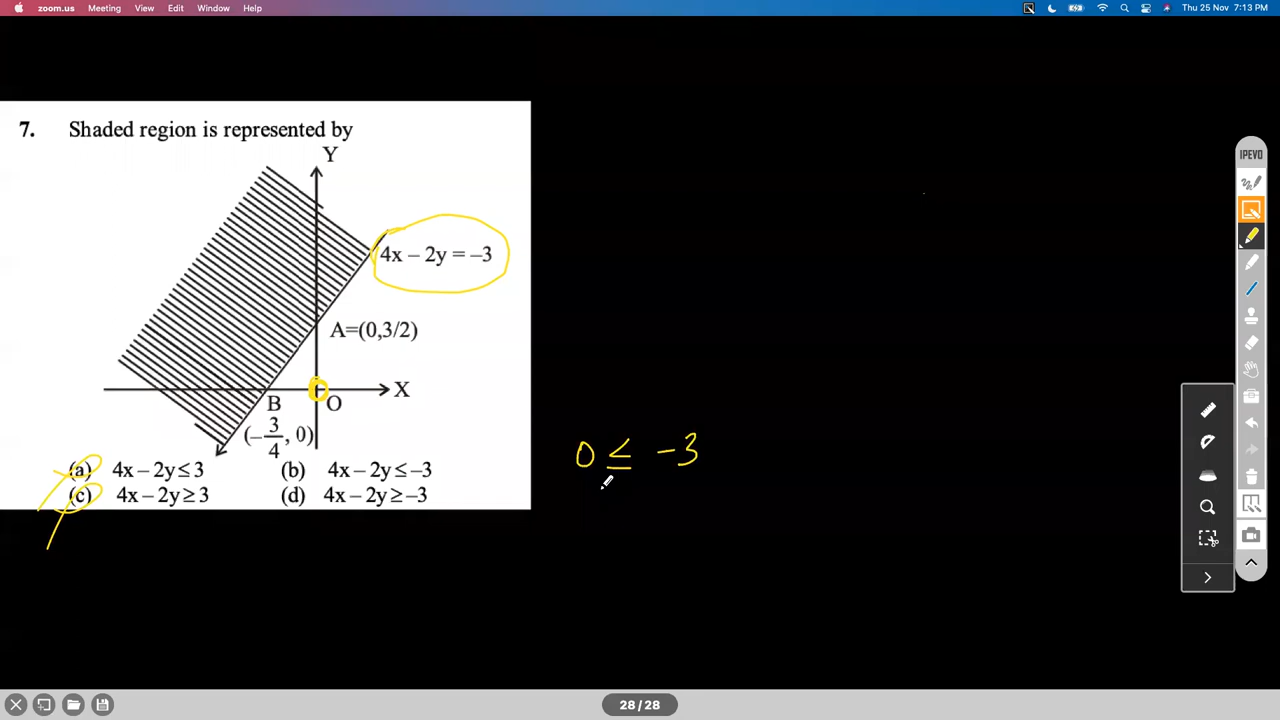 zoom.us Meeting View Edit Window Help Thu 25 Nov 7:13 PM
7. Shaded region is represented by
Y
4x – 2y = –3
A=(0,3/2)
X
B O
(–3/4, 0)
(a) 4x – 2y ≤ 3 (b) 4x – 2y ≤ –3
(c) 4x – 2y ≥ 3 (d) 4x – 2y ≥ –3
0 ≤ -3
IPEVO
28 / 28